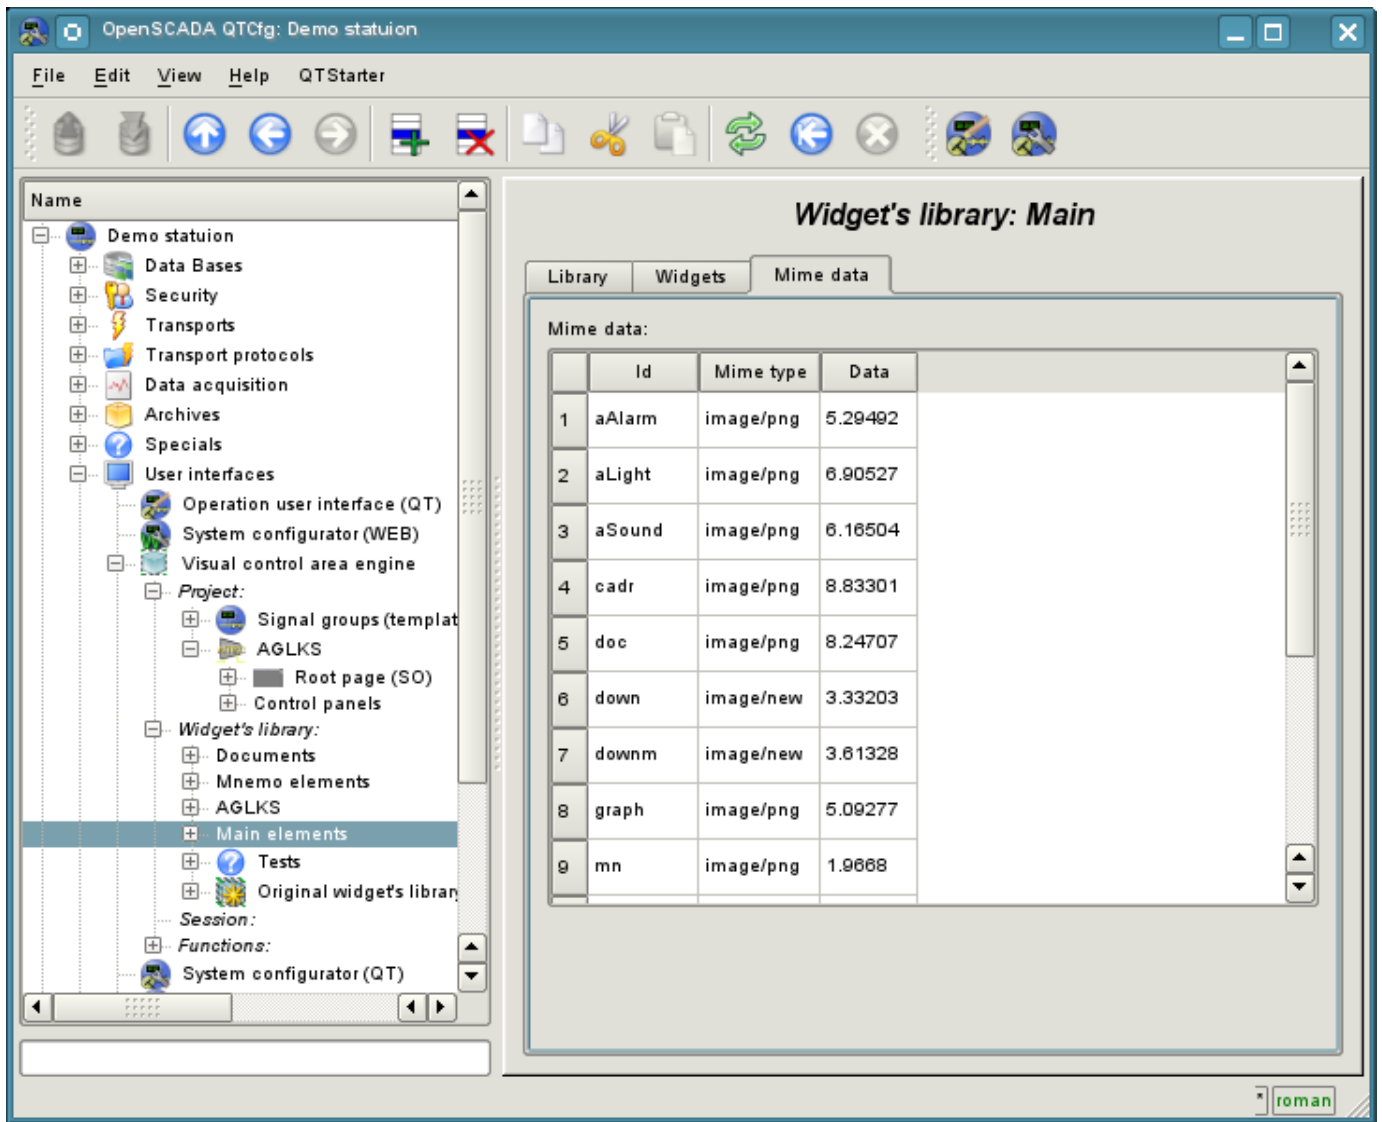 OpenSCADA QTCfg: Demo statuion
File Edit View Help QTStarter
Name
Demo statuion
Data Bases
Security
Transports
Transport protocols
Data acquisition
Archives
Specials
User interfaces
Operation user interface (QT)
System configurator (WEB)
Visual control area engine
Project:
Signal groups (templat
AGLKS
Root page (SO)
Control panels
Widget's library:
Documents
Mnemo elements
AGLKS
Main elements
Tests
Original widget's librar
Session:
Functions:
System configurator (QT)
Widget's library: Main
Library Widgets Mime data
Mime data:
Id Mime type Data
1 aAlarm image/png 5.29492
2 aLight image/png 6.90527
3 aSound image/png 6.16504
4 cadr image/png 8.83301
5 doc image/png 8.24707
6 down image/new 3.33203
7 downm image/new 3.61328
8 graph image/png 5.09277
9 mn image/png 1.9668
* roman